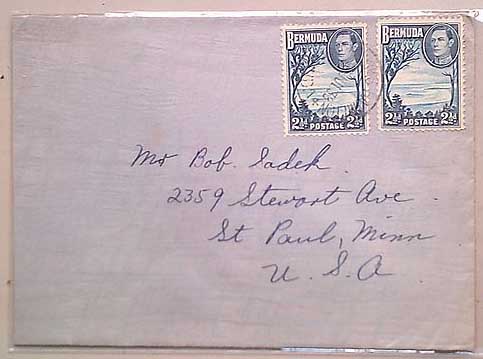 BERMUDA
2½d POSTAGE 2½d
BERMUDA
2½d POSTAGE 2½d
Mr Bob. Sadek.
2359 Stewart Ave.
St Paul, Minn
U. S. A.